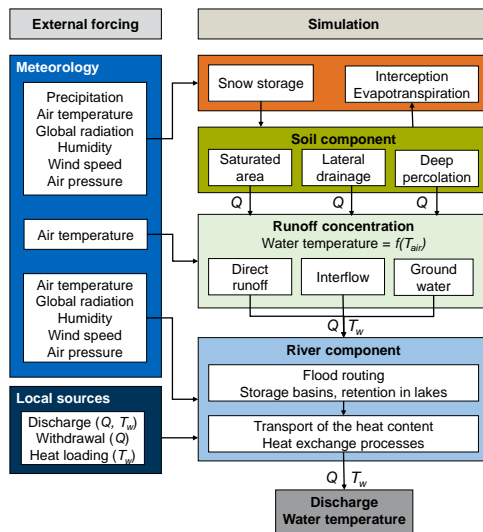 External forcing
Simulation
Meteorology
Precipitation
Air temperature
Global radiation
Humidity
Wind speed
Air pressure
Air temperature
Air temperature
Global radiation
Humidity
Wind speed
Air pressure
Local sources
Discharge (Q, Tw)
Withdrawal (Q)
Heat loading (Tw)
Snow storage
Interception
Evapotranspiration
Soil component
Saturated
area
Lateral
drainage
Deep
percolation
Q
Q
Q
Runoff concentration
Water temperature = f(Tair)
Direct
runoff
Interflow
Ground
water
Q Tw
River component
Flood routing
Storage basins, retention in lakes
Transport of the heat content
Heat exchange processes
Q Tw
Discharge
Water temperature